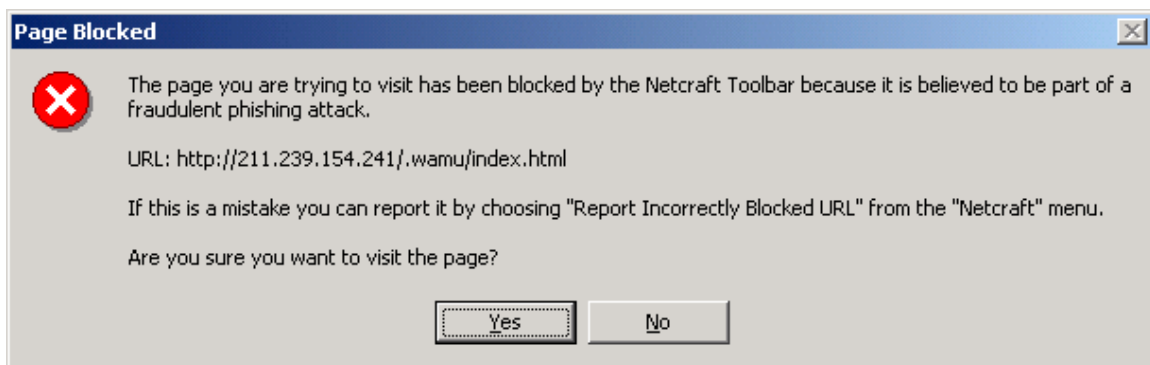 Page Blocked
The page you are trying to visit has been blocked by the Netcraft Toolbar because it is believed to be part of a
fraudulent phishing attack.
URL: http://211.239.154.241/.wamu/index.html
If this is a mistake you can report it by choosing "Report Incorrectly Blocked URL" from the "Netcraft" menu.
Are you sure you want to visit the page?
Yes No